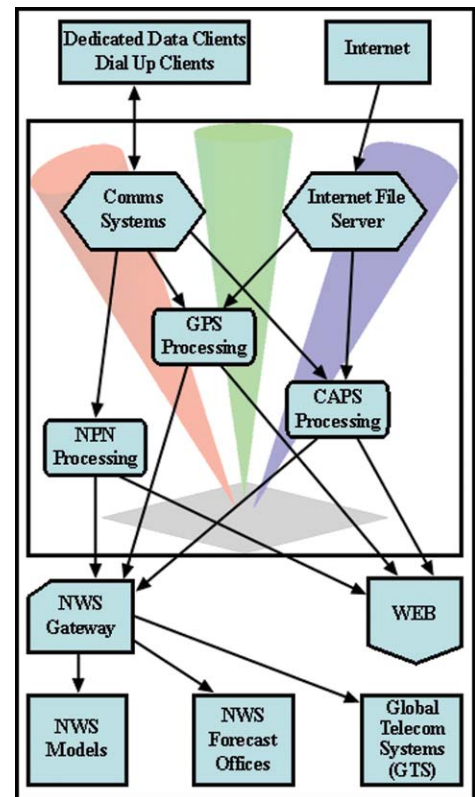 Dedicated Data Clients
Dial Up Clients
Internet
Comms
Systems
Internet File
Server
GPS
Processing
CAPS
Processing
NPN
Processing
NWS
Gateway
WEB
NWS
Models
NWS
Forecast
Offices
Global
Telecom
Systems
(GTS)